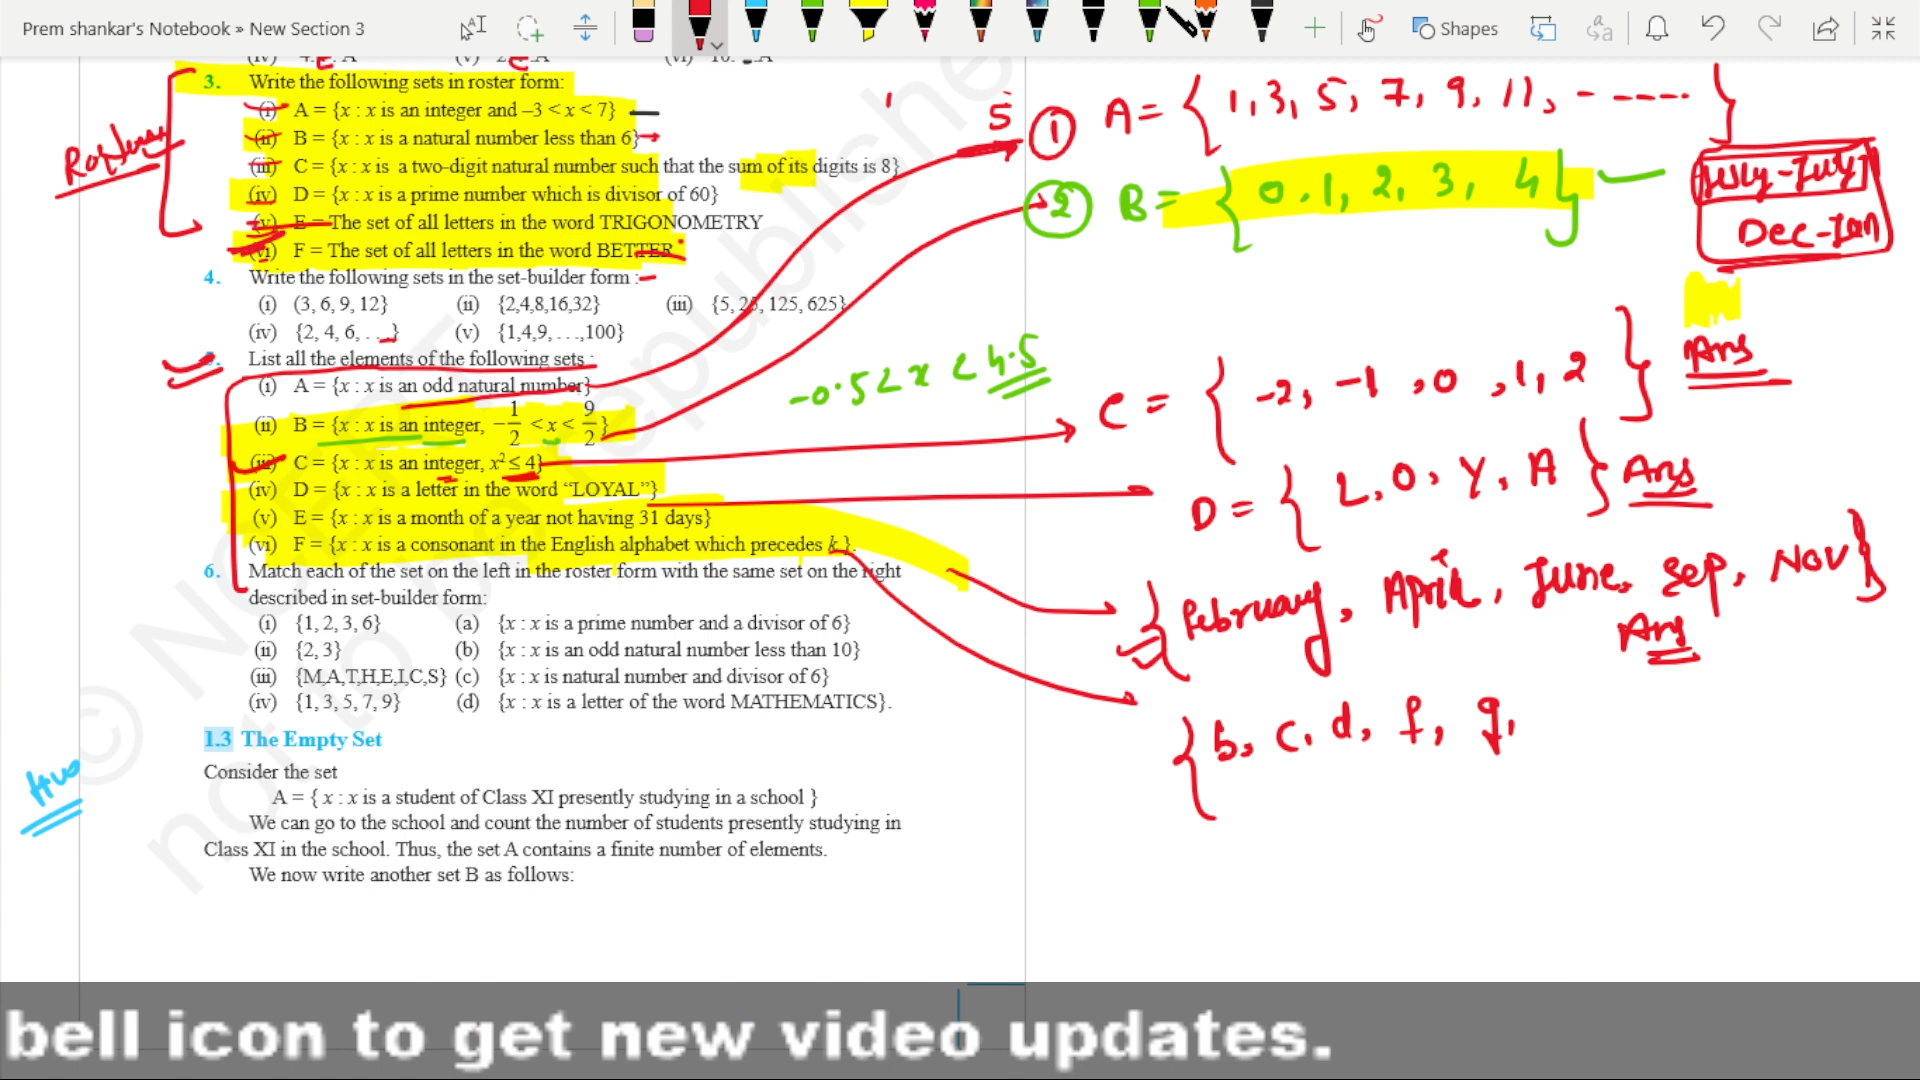 Prem shankar's Notebook » New Section 3
Shapes
3. Write the following sets in roster form:
(i) A = {x : x is an integer and –3 < x < 7}
(ii) B = {x : x is a natural number less than 6}
(iii) C = {x : x is a two-digit natural number such that the sum of its digits is 8}
(iv) D = {x : x is a prime number which is divisor of 60}
(v) E = The set of all letters in the word TRIGONOMETRY
(vi) F = The set of all letters in the word BETTER
4. Write the following sets in the set-builder form :
(i) (3, 6, 9, 12} (ii) {2,4,8,16,32} (iii) {5, 25, 125, 625}
(iv) {2, 4, 6, . . .} (v) {1,4,9, . . .,100}
List all the elements of the following sets :
(i) A = {x : x is an odd natural number}
(ii) B = {x : x is an integer, –1/2 < x < 9/2}
(iii) C = {x : x is an integer, x² ≤ 4}
(iv) D = {x : x is a letter in the word “LOYAL”}
(v) E = {x : x is a month of a year not having 31 days}
(vi) F = {x : x is a consonant in the English alphabet which precedes k }.
6. Match each of the set on the left in the roster form with the same set on the right
described in set-builder form:
(i) {1, 2, 3, 6} (a) {x : x is a prime number and a divisor of 6}
(ii) {2, 3} (b) {x : x is an odd natural number less than 10}
(iii) {M,A,T,H,E,I,C,S} (c) {x : x is natural number and divisor of 6}
(iv) {1, 3, 5, 7, 9} (d) {x : x is a letter of the word MATHEMATICS}.
1.3 The Empty Set
Consider the set
A = { x : x is a student of Class XI presently studying in a school }
We can go to the school and count the number of students presently studying in
Class XI in the school. Thus, the set A contains a finite number of elements.
We now write another set B as follows:
5
① A = { 1, 3, 5, 7, 9, 11, - - - - - - }
② B = { 0, 1, 2, 3, 4 }
July-July
Dec-Jan
-0.5 < x < 4.5
C = { -2, -1, 0, 1, 2 } Ans
D = { L, O, Y, A } Ans
{ February, April, June, Sep, Nov }
Ans
{ b, c, d, f, g,
bell icon to get new video updates.